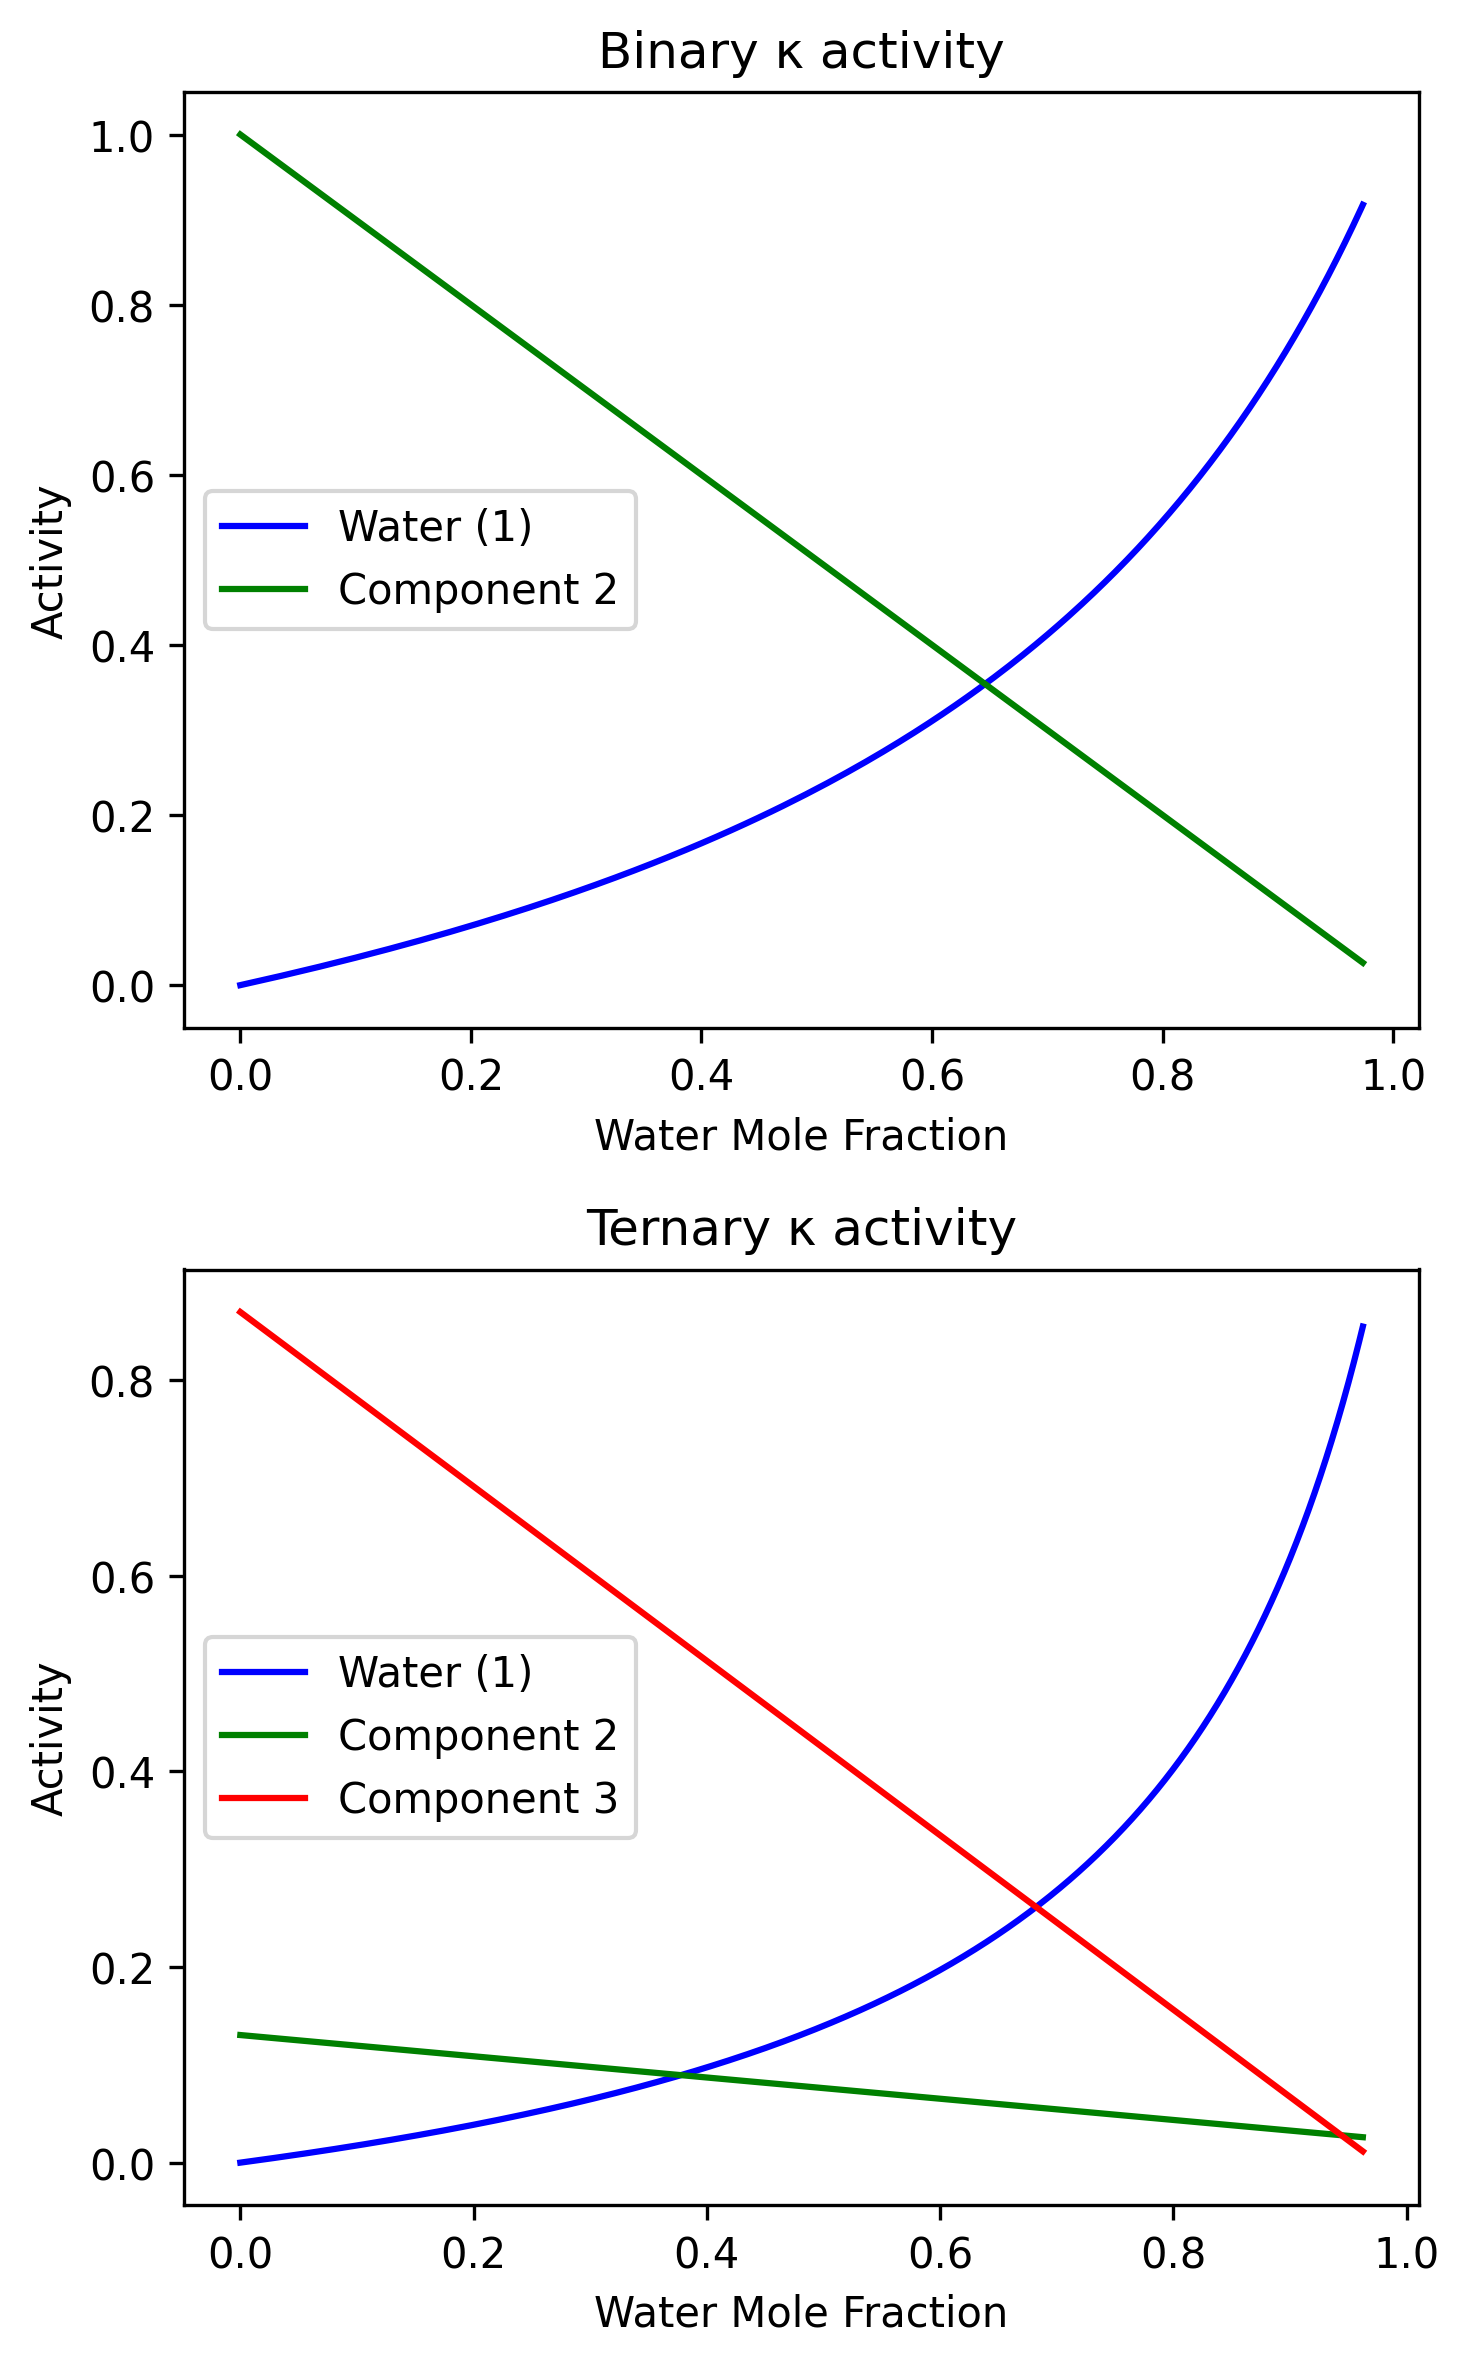 Binary κ activity
1.0
0.8
0.6
0.4
0.2
0.0
Activity
Water (1)
Component 2
0.0 0.2 0.4 0.6 0.8 1.0
Water Mole Fraction
Ternary κ activity
0.8
0.6
0.4
0.2
0.0
Activity
Water (1)
Component 2
Component 3
0.0 0.2 0.4 0.6 0.8 1.0
Water Mole Fraction